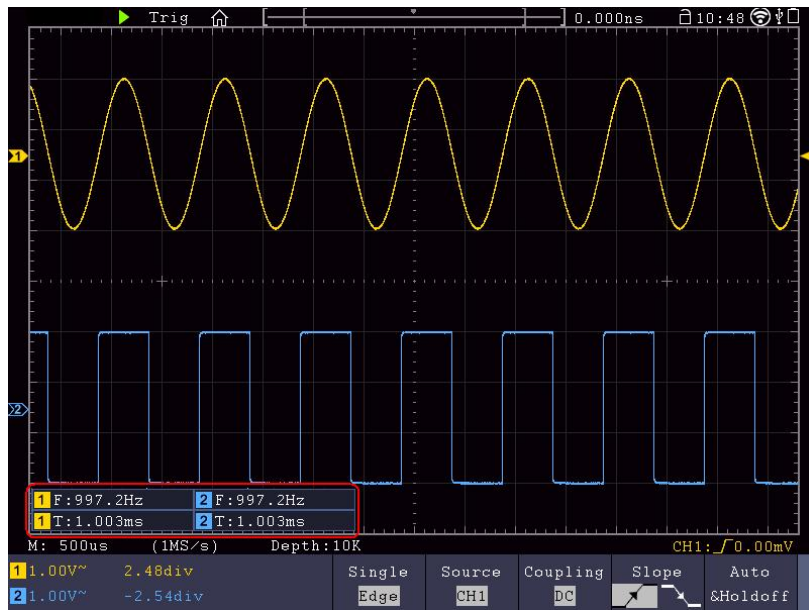 Trig 0.000ns 10:48
1
2
1 F:997.2Hz 2 F:997.2Hz
1 T:1.003ms 2 T:1.003ms
M: 500us (1MS/s) Depth:10K CH1: 0.00mV
1 1.00V~ 2.48div Single Source Coupling Slope Auto
2 1.00V~ -2.54div Edge CH1 DC &Holdoff